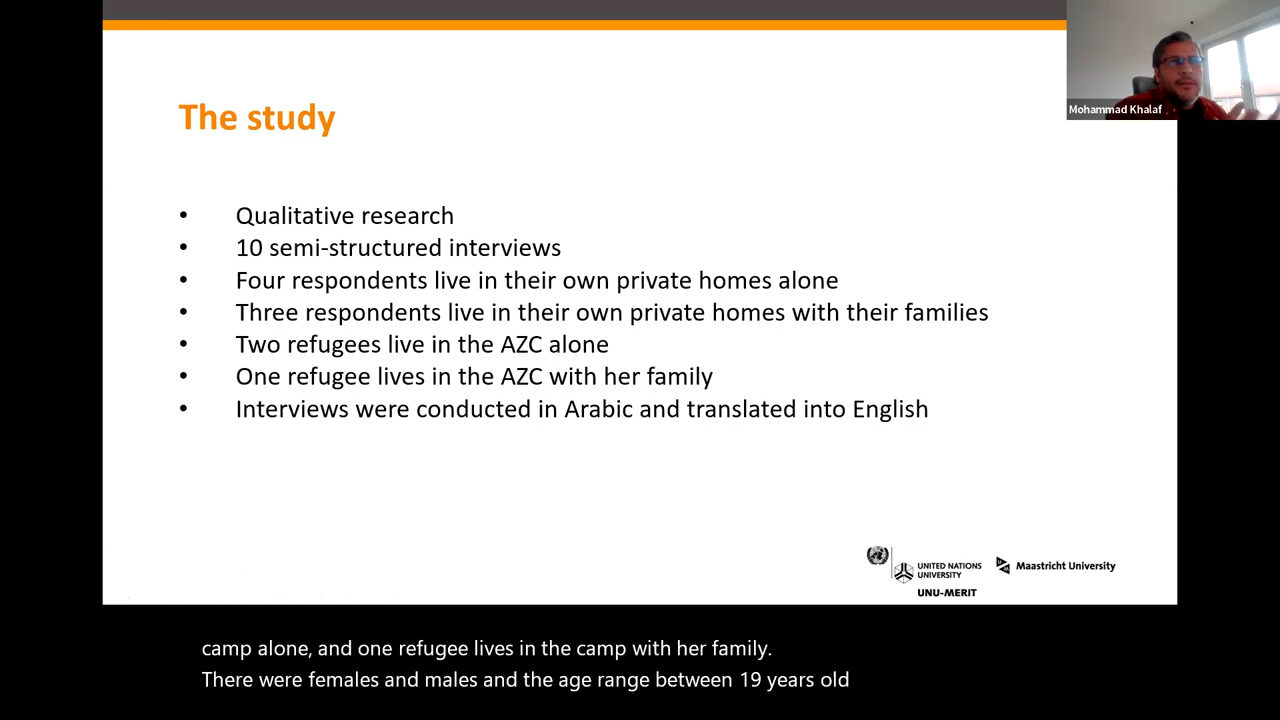 Mohammad Khalaf
The study
• Qualitative research
• 10 semi-structured interviews
• Four respondents live in their own private homes alone
• Three respondents live in their own private homes with their families
• Two refugees live in the AZC alone
• One refugee lives in the AZC with her family
• Interviews were conducted in Arabic and translated into English
UNITED NATIONS
UNIVERSITY
UNU-MERIT
Maastricht University
camp alone, and one refugee lives in the camp with her family.
There were females and males and the age range between 19 years old